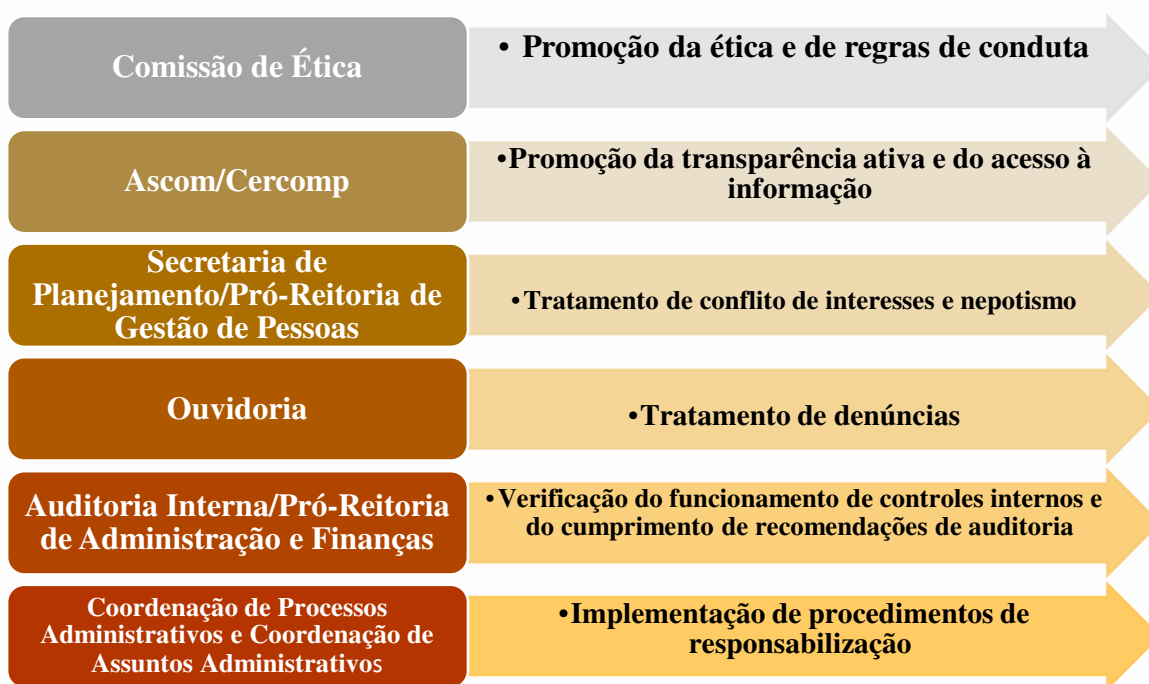 Comissão de Ética
• Promoção da ética e de regras de conduta
Ascom/Cercomp
•Promoção da transparência ativa e do acesso à
informação
Secretaria de
Planejamento/Pró-Reitoria de
Gestão de Pessoas
•Tratamento de conflito de interesses e nepotismo
Ouvidoria
•Tratamento de denúncias
Auditoria Interna/Pró-Reitoria
de Administração e Finanças
•Verificação do funcionamento de controles internos e
do cumprimento de recomendações de auditoria
Coordenação de Processos
Administrativos e Coordenação de
Assuntos Administrativos
•Implementação de procedimentos de
responsabilização